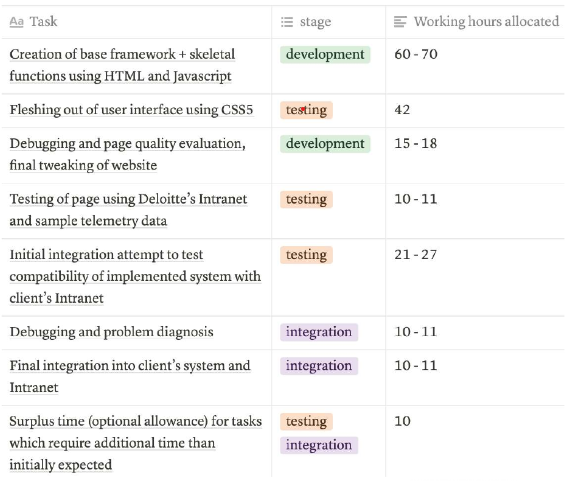 Aa Task
stage
Working hours allocated
Creation of base framework + skeletal
functions using HTML and Javascript
development
60 - 70
Fleshing out of user interface using CSS5
testing
42
Debugging and page quality evaluation,
final tweaking of website
development
15 - 18
Testing of page using Deloitte's Intranet
and sample telemetry data
testing
10 - 11
Initial integration attempt to test
compatibility of implemented system with
client's Intranet
testing
21 - 27
Debugging and problem diagnosis
integration
10 - 11
Final integration into client's system and
Intranet
integration
10 - 11
Surplus time (optional allowance) for tasks
which require additional time than
initially expected
testing
integration
10